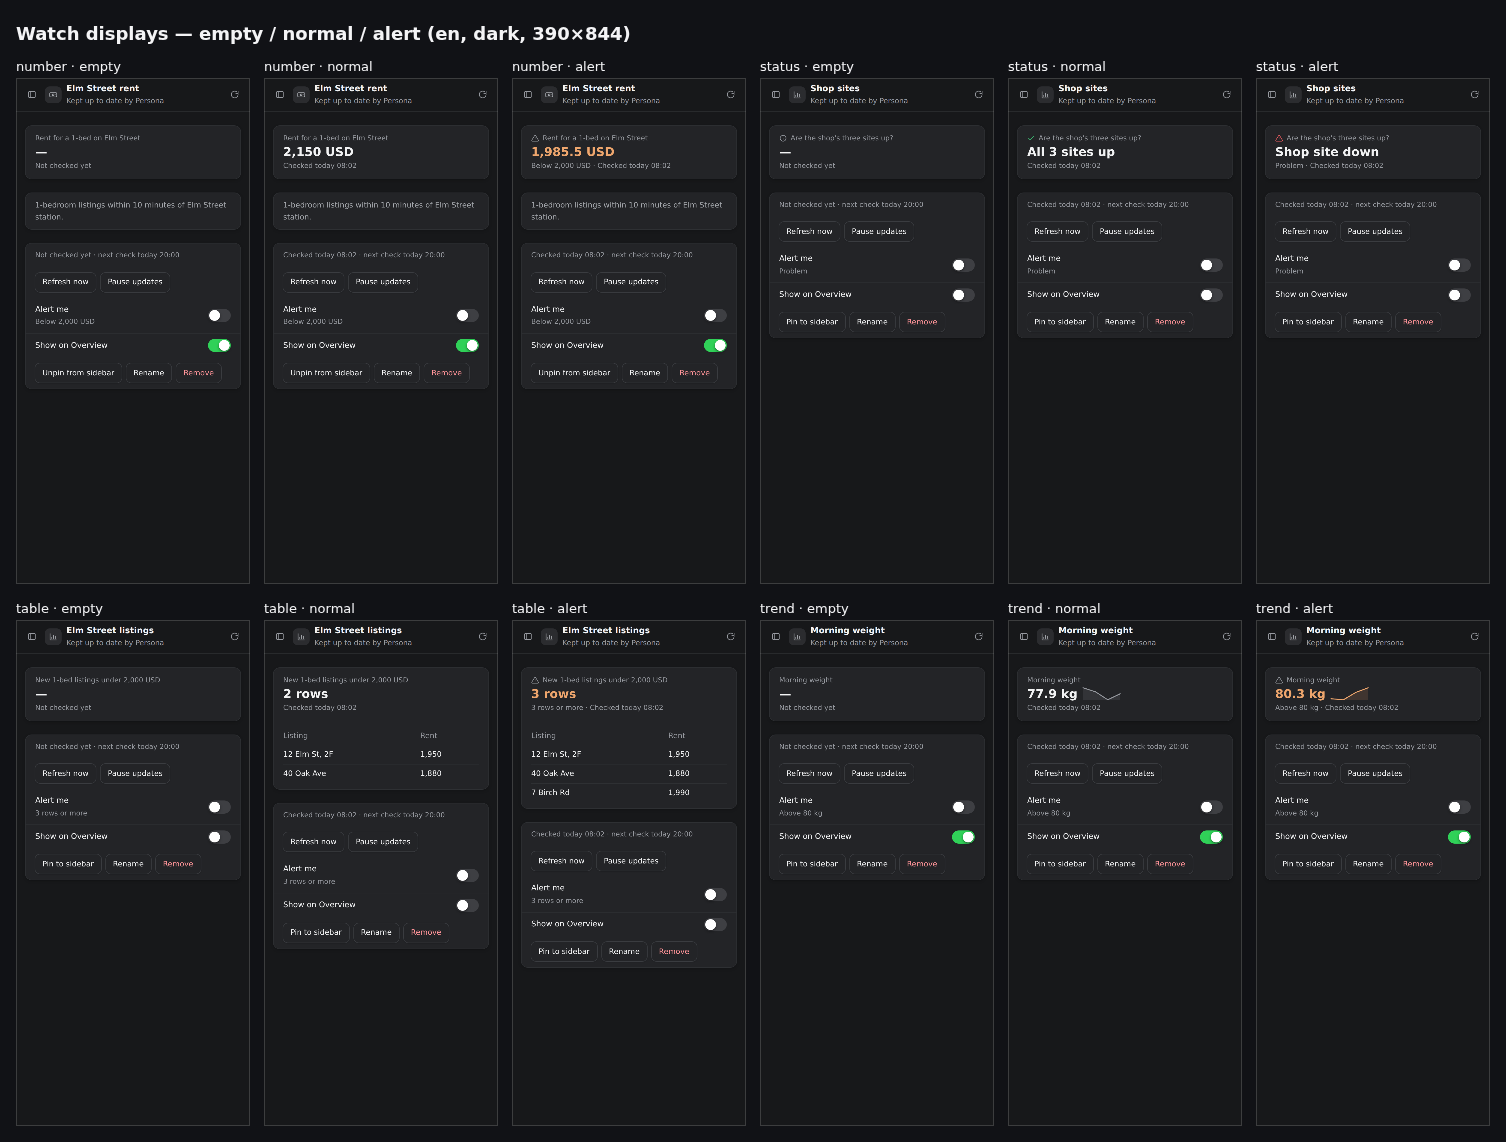 Watch displays — empty / normal / alert (en, dark, 390×844)
number · empty
Elm Street rent
Kept up to date by Persona
Rent for a 1-bed on Elm Street
—
Not checked yet
1-bedroom listings within 10 minutes of Elm Street
station.
Not checked yet · next check today 20:00
Refresh now
Pause updates
Alert me
Below 2,000 USD
Show on Overview
Unpin from sidebar
Rename
Remove
number · normal
Elm Street rent
Kept up to date by Persona
Rent for a 1-bed on Elm Street
2,150 USD
Checked today 08:02
1-bedroom listings within 10 minutes of Elm Street
station.
Checked today 08:02 · next check today 20:00
Refresh now
Pause updates
Alert me
Below 2,000 USD
Show on Overview
Unpin from sidebar
Rename
Remove
number · alert
Elm Street rent
Kept up to date by Persona
Rent for a 1-bed on Elm Street
1,985.5 USD
Below 2,000 USD · Checked today 08:02
1-bedroom listings within 10 minutes of Elm Street
station.
Checked today 08:02 · next check today 20:00
Refresh now
Pause updates
Alert me
Below 2,000 USD
Show on Overview
Unpin from sidebar
Rename
Remove
status · empty
Shop sites
Kept up to date by Persona
Are the shop's three sites up?
—
Not checked yet
Not checked yet · next check today 20:00
Refresh now
Pause updates
Alert me
Problem
Show on Overview
Pin to sidebar
Rename
Remove
status · normal
Shop sites
Kept up to date by Persona
Are the shop's three sites up?
All 3 sites up
Checked today 08:02
Checked today 08:02 · next check today 20:00
Refresh now
Pause updates
Alert me
Problem
Show on Overview
Pin to sidebar
Rename
Remove
status · alert
Shop sites
Kept up to date by Persona
Are the shop's three sites up?
Shop site down
Problem · Checked today 08:02
Checked today 08:02 · next check today 20:00
Refresh now
Pause updates
Alert me
Problem
Show on Overview
Pin to sidebar
Rename
Remove
table · empty
Elm Street listings
Kept up to date by Persona
New 1-bed listings under 2,000 USD
—
Not checked yet
Not checked yet · next check today 20:00
Refresh now
Pause updates
Alert me
3 rows or more
Show on Overview
Pin to sidebar
Rename
Remove
table · normal
Elm Street listings
Kept up to date by Persona
New 1-bed listings under 2,000 USD
2 rows
Checked today 08:02
Listing Rent
12 Elm St, 2F 1,950
40 Oak Ave 1,880
Checked today 08:02 · next check today 20:00
Refresh now
Pause updates
Alert me
3 rows or more
Show on Overview
Pin to sidebar
Rename
Remove
table · alert
Elm Street listings
Kept up to date by Persona
New 1-bed listings under 2,000 USD
3 rows
3 rows or more · Checked today 08:02
Listing Rent
12 Elm St, 2F 1,950
40 Oak Ave 1,880
7 Birch Rd 1,990
Checked today 08:02 · next check today 20:00
Refresh now
Pause updates
Alert me
3 rows or more
Show on Overview
Pin to sidebar
Rename
Remove
trend · empty
Morning weight
Kept up to date by Persona
Morning weight
—
Not checked yet
Not checked yet · next check today 20:00
Refresh now
Pause updates
Alert me
Above 80 kg
Show on Overview
Pin to sidebar
Rename
Remove
trend · normal
Morning weight
Kept up to date by Persona
Morning weight
77.9 kg
Checked today 08:02
Checked today 08:02 · next check today 20:00
Refresh now
Pause updates
Alert me
Above 80 kg
Show on Overview
Pin to sidebar
Rename
Remove
trend · alert
Morning weight
Kept up to date by Persona
Morning weight
80.3 kg
Above 80 kg · Checked today 08:02
Checked today 08:02 · next check today 20:00
Refresh now
Pause updates
Alert me
Above 80 kg
Show on Overview
Pin to sidebar
Rename
Remove